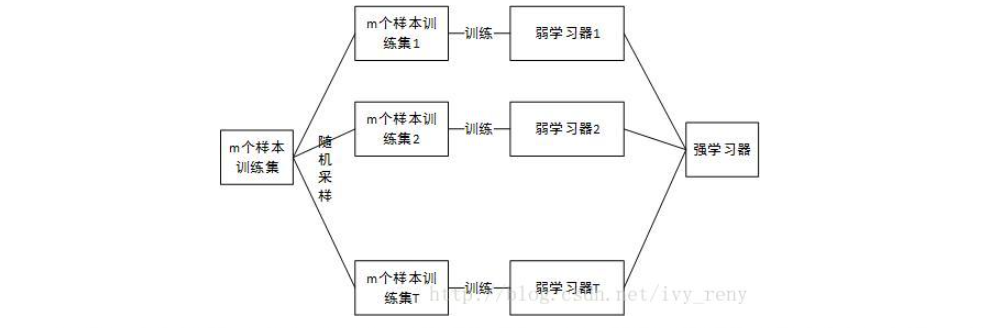 m个样本训
练集1
训练
弱学习器1
m个样本训
练集2
训练
弱学习器2
m个样本
训练集
随
机
采
样
强学习器
m个样本训
练集T
训练
弱学习器T
http://blog.csdn.net/ivy_reny